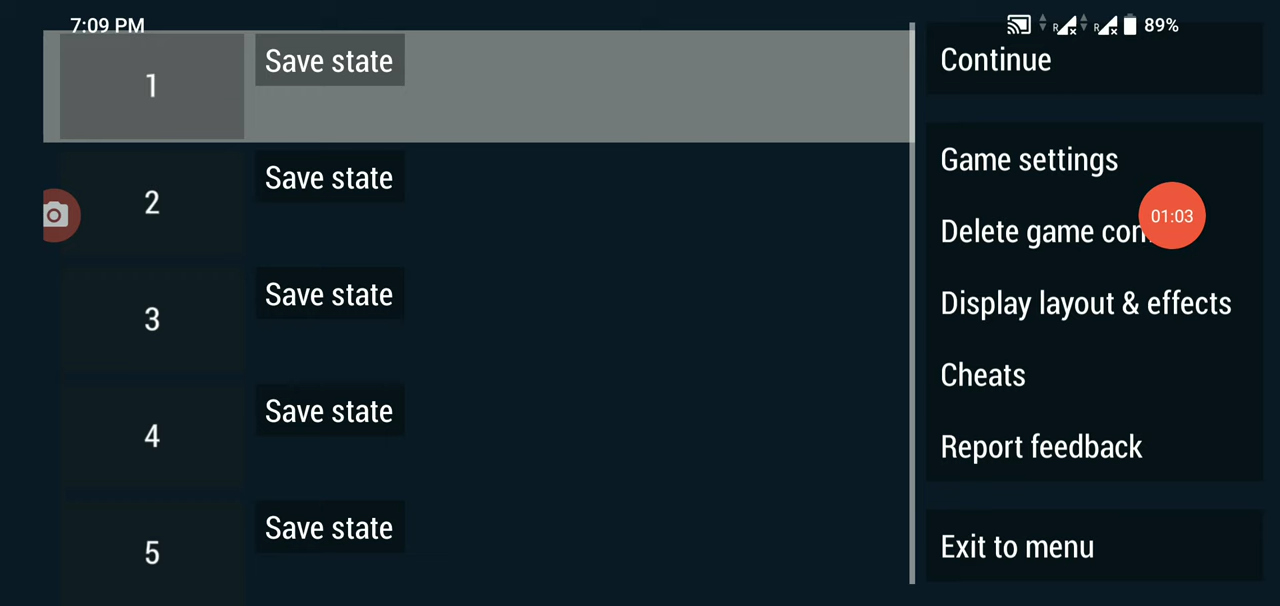 7:09 PM
89%
1
Save state
2
Save state
3
Save state
4
Save state
5
Save state
Continue
Game settings
01:03
Delete game
Display layout & effects
Cheats
Report feedback
Exit to menu